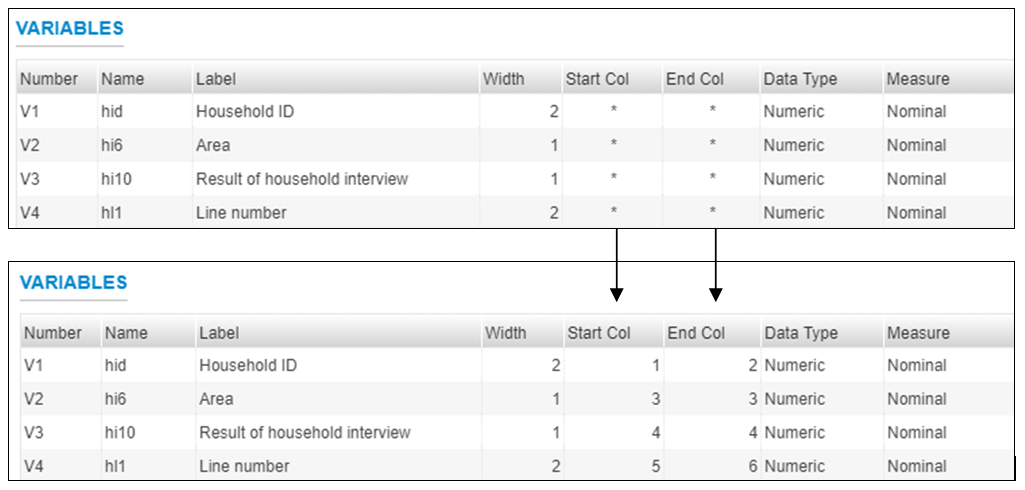 VARIABLES
Number Name Label Width Start Col End Col Data Type Measure
V1 hid Household ID 2 * * Numeric Nominal
V2 hi6 Area 1 * * Numeric Nominal
V3 hi10 Result of household interview 1 * * Numeric Nominal
V4 hl1 Line number 2 * * Numeric Nominal
VARIABLES
Number Name Label Width Start Col End Col Data Type Measure
V1 hid Household ID 2 1 2 Numeric Nominal
V2 hi6 Area 1 3 3 Numeric Nominal
V3 hi10 Result of household interview 1 4 4 Numeric Nominal
V4 hl1 Line number 2 5 6 Numeric Nominal